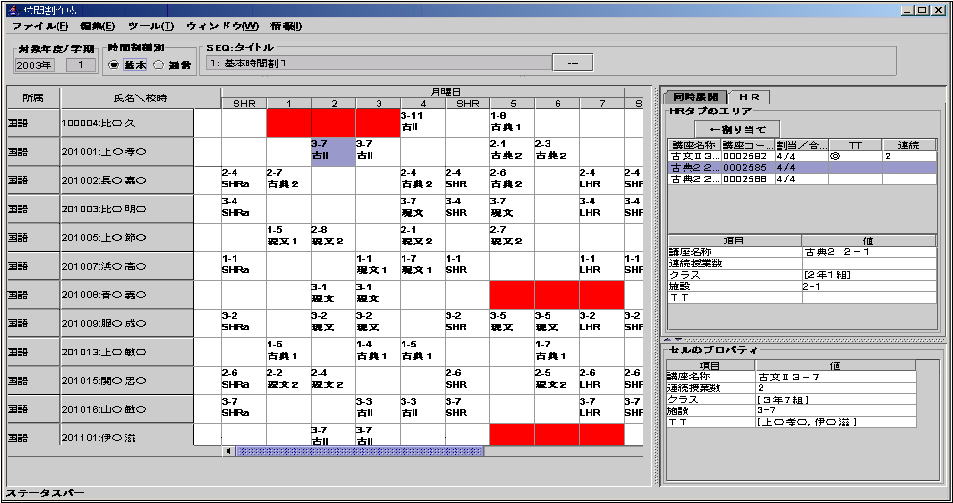 時間割作成
ファイル(F) 編集(E) ツール(T) ウィンドウ(W) 情報(I)
対象年度/学期 時間割種別 SEQ:タイトル
2003年 1 基本 通常 1: 基本時間割1 ...
所属 氏名\校時 月曜日
SHR 1 2 3 4 SHR 5 6 7 S
国語 100004:比〇 久 3-11 古II 1-8 古典1
国語 201001:上〇 孝〇 3-7 古II 3-7 古II 2-1 古典2 2-3 古典2
国語 201002:長〇 嘉〇 2-4 SHRa 2-7 古典2 2-4 古典2 2-4 SHR 2-6 古典2 2-4 LHR 2-4 SHR
国語 201003:比〇 明〇 3-4 SHRa 3-7 現文 3-4 SHR 3-7 現文 3-4 LHR 3-4 SHR
国語 201005:上〇 節〇 1-5 現文1 2-8 現文2 2-1 現文2 2-7 現文2
国語 201007:浜〇 高〇 1-1 SHRa 1-1 現文1 1-7 現文1 1-1 SHR 1-1 LHR 1-1 SHR
国語 201008:香〇 義〇 3-1 現文 3-1 現文
国語 201009:服〇 成〇 3-2 SHRa 3-2 現文 3-2 現文 3-2 SHR 3-5 現文 3-5 現文 3-2 LHR 3-2 SHR
国語 201013:上〇 敏〇 1-5 古典1 1-4 古典1 1-5 古典1 1-7 古典1
国語 201015:関〇 忠〇 2-6 SHRa 2-2 現文2 2-4 現文2 2-6 SHR 2-6 LHR 2-6 SHR
国語 201016:山〇 敏〇 3-7 SHRa 3-3 古II 3-3 古II 3-7 SHR 3-7 LHR 3-7 SHR
国語 201101:伊〇 滋 3-7 古II 3-7 古II
ステータスバー
同時展開 HR
HRタブのエリア
←割り当て
講座名称 講座コー... 割当/合... TT 連続
古文II3... 0002592 4/4 ◎ 2
古典2 2... 0002585 4/4
古典2 2... 0002588 4/4
項目 値
講座名称 古典2 2-1
連続授業数
クラス [2年1組]
施設 2-1
TT
セルのプロパティ
項目 値
講座名称 古文II3-7
連続授業数 2
クラス [3年7組]
施設 3-7
TT [上〇孝〇, 伊〇滋]